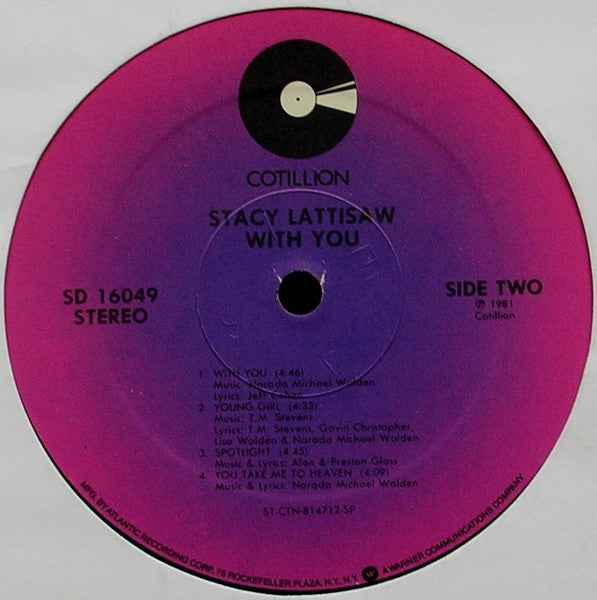 COTILLION
STACY LATTISAW
WITH YOU
SD 16049
STEREO
SIDE TWO
℗ 1981
Cotillion
1. WITH YOU (4:46)
Music: Narada Michael Walden
Lyrics: Jeff Cohen
2. YOUNG GIRL (4:33)
Music: T.M. Stevens
Lyrics: T.M. Stevens, Gavin Christopher,
Lisa Walden & Narada Michael Walden
3. SPOTLIGHT (4:45)
Music & Lyrics: Alan & Preston Glass
4. YOU TAKE ME TO HEAVEN (4:09)
Music & Lyrics: Narada Michael Walden
ST-CTN-814712-SP
MFG. BY ATLANTIC RECORDING CORP., 75 ROCKEFELLER PLAZA, N.Y., N.Y. A WARNER COMMUNICATIONS COMPANY